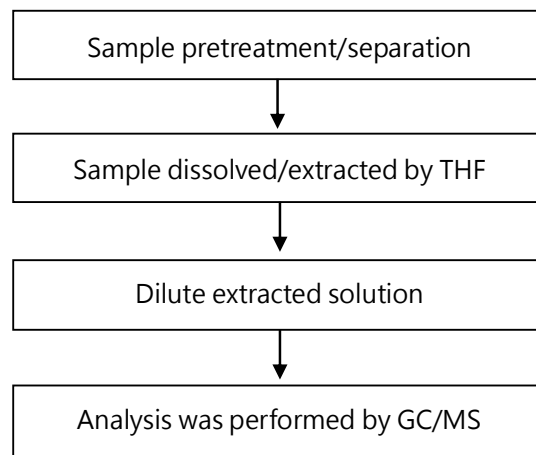 Sample pretreatment/separation
Sample dissolved/extracted by THF
Dilute extracted solution
Analysis was performed by GC/MS